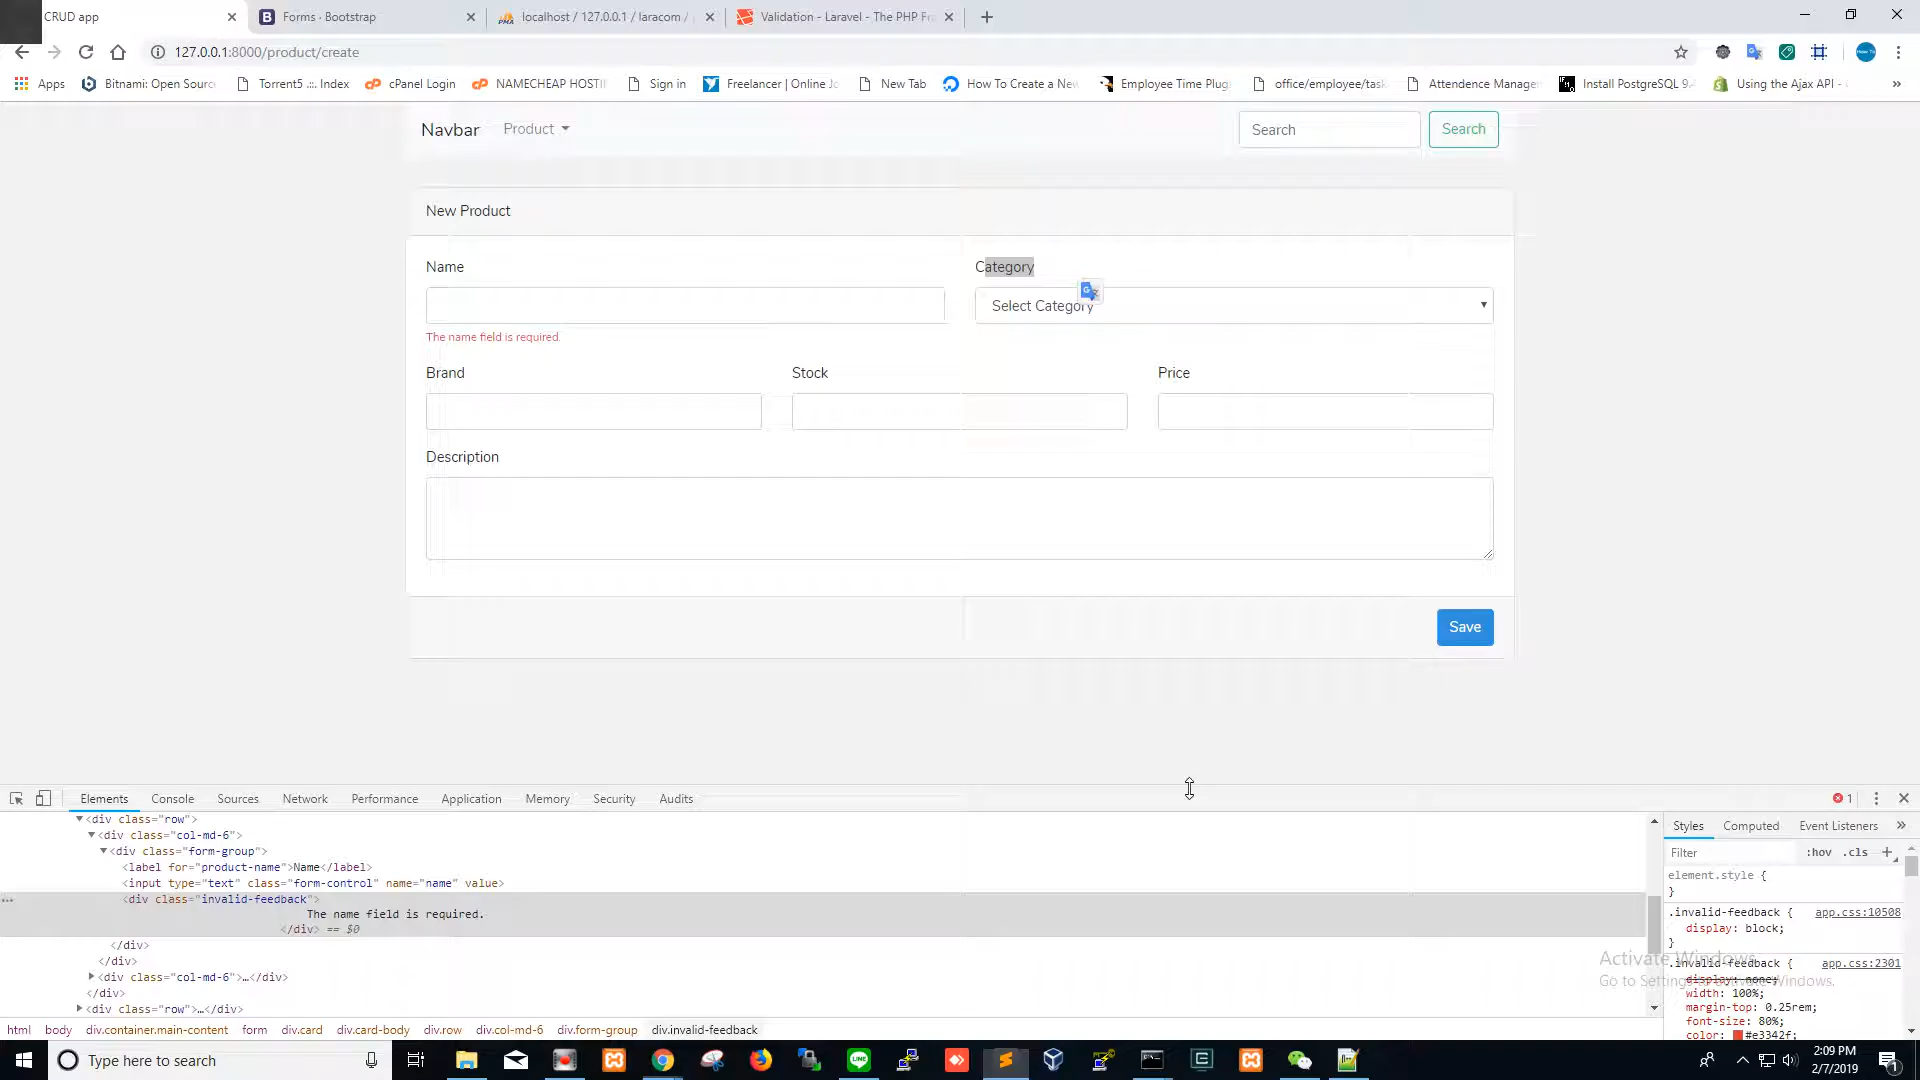 CRUD app
Forms · Bootstrap
localhost / 127.0.0.1 / laracom /
Validation - Laravel - The PHP Fr
127.0.0.1:8000/product/create
Apps
Bitnami: Open Sourc
Torrent5 .::. Index
cPanel Login
NAMECHEAP HOSTI
Sign in
Freelancer | Online Jo
New Tab
How To Create a New
Employee Time Plug
office/employee/task
Attendence Manage
Install PostgreSQL 9.
Using the Ajax API -
Navbar
Product
Search
Search
New Product
Name
Category
Select Category
The name field is required.
Brand
Stock
Price
Description
Save
Elements
Console
Sources
Network
Performance
Application
Memory
Security
Audits
1
<div class="row">
<div class="col-md-6">
<div class="form-group">
<label for="product-name">Name</label>
<input type="text" class="form-control" name="name" value>
<div class="invalid-feedback">
The name field is required.
</div> == $0
</div>
</div>
<div class="col-md-6">…</div>
</div>
<div class="row">…</div>
html body div.container.main-content form div.card div.card-body div.row div.col-md-6 div.form-group div.invalid-feedback
Styles
Computed
Event Listeners
Filter
:hov
.cls
element.style {
}
.invalid-feedback {
app.css:10508
display: block;
}
.invalid-feedback {
app.css:2301
display: none;
width: 100%;
margin-top: 0.25rem;
font-size: 80%;
color: #e3342f;
Activate Windows
Go to Settings to activate Windows.
Type here to search
2:09 PM
2/7/2019
1